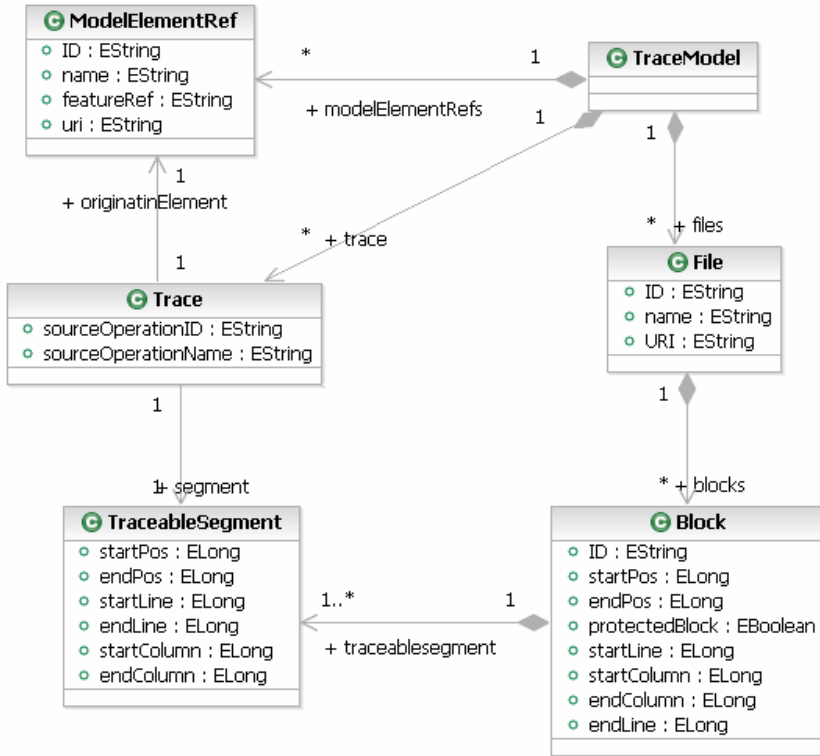 ModelElementRef
ID : EString
name : EString
featureRef : EString
uri : EString
*
1
+ modelElementRefs
TraceModel
1
1
1
+ originatinElement
1
* + trace
* + files
File
ID : EString
name : EString
URI : EString
Trace
sourceOperationID : EString
sourceOperationName : EString
1
1
1+ segment
* + blocks
TraceableSegment
startPos : ELong
endPos : ELong
startLine : ELong
endLine : ELong
startColumn : ELong
endColumn : ELong
1..*
1
+ traceablesegment
Block
ID : EString
startPos : ELong
endPos : ELong
protectedBlock : EBoolean
startLine : ELong
startColumn : ELong
endColumn : ELong
endLine : ELong